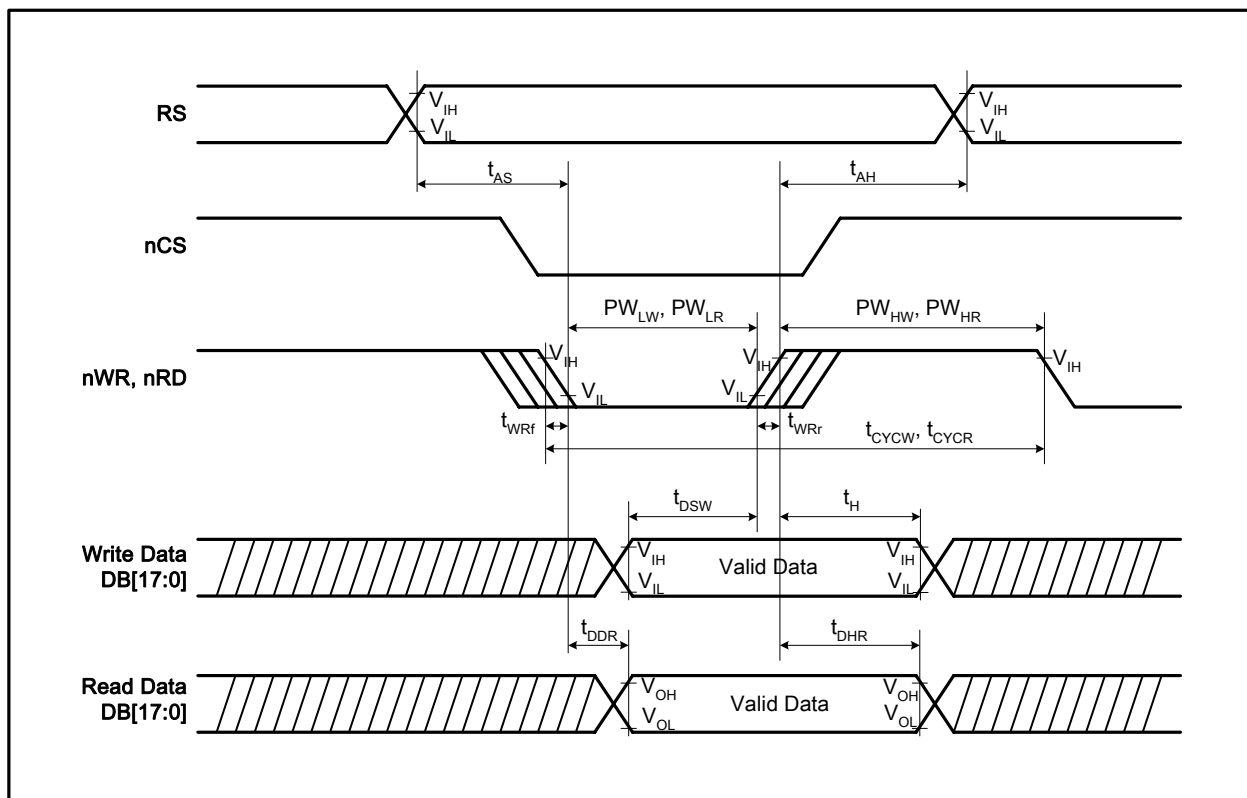 RS
V_IH
V_IL
V_IH
V_IL
t_AS
t_AH
nCS
PW_LW, PW_LR
PW_HW, PW_HR
nWR, nRD
V_IH
V_IL
V_IH
V_IL
V_IH
t_WRf
t_WRr
t_CYCW, t_CYCR
t_DSW
t_H
Write Data
DB[17:0]
V_IH
V_IL
Valid Data
V_IH
V_IL
t_DDR
t_DHR
Read Data
DB[17:0]
V_OH
V_OL
Valid Data
V_OH
V_OL